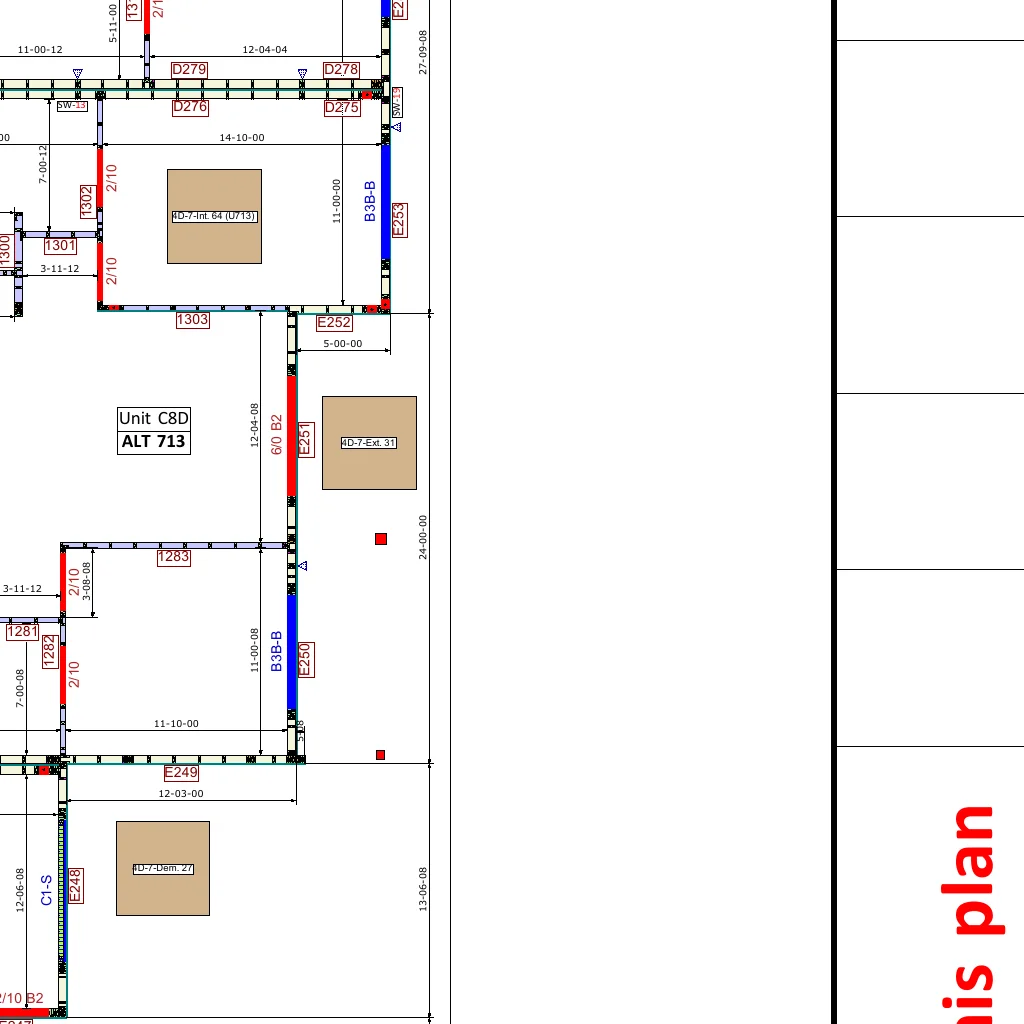 2/10
5-11-00
11-00-12
12-04-04
27-09-08
D279
D278
SW-13
D276
D275
SW-19
14-10-00
7-00-12
2/10
1302
4D-7-Int. 64 (U713)
11-00-00
B3B-B
E253
1300
1301
3-11-12
2/10
1303
E252
5-00-00
Unit C8D
ALT 713
12-04-08
6/0 B2
E251
4D-7-Ext. 31
24-00-00
1283
2/10
3-08-08
3-11-12
1281
1282
2/10
7-00-08
11-00-08
B3B-B
E250
11-10-00
E249
12-03-00
4D-7-Dem. 27
12-06-08
C1-S
E248
13-06-08
2/10 B2
plan